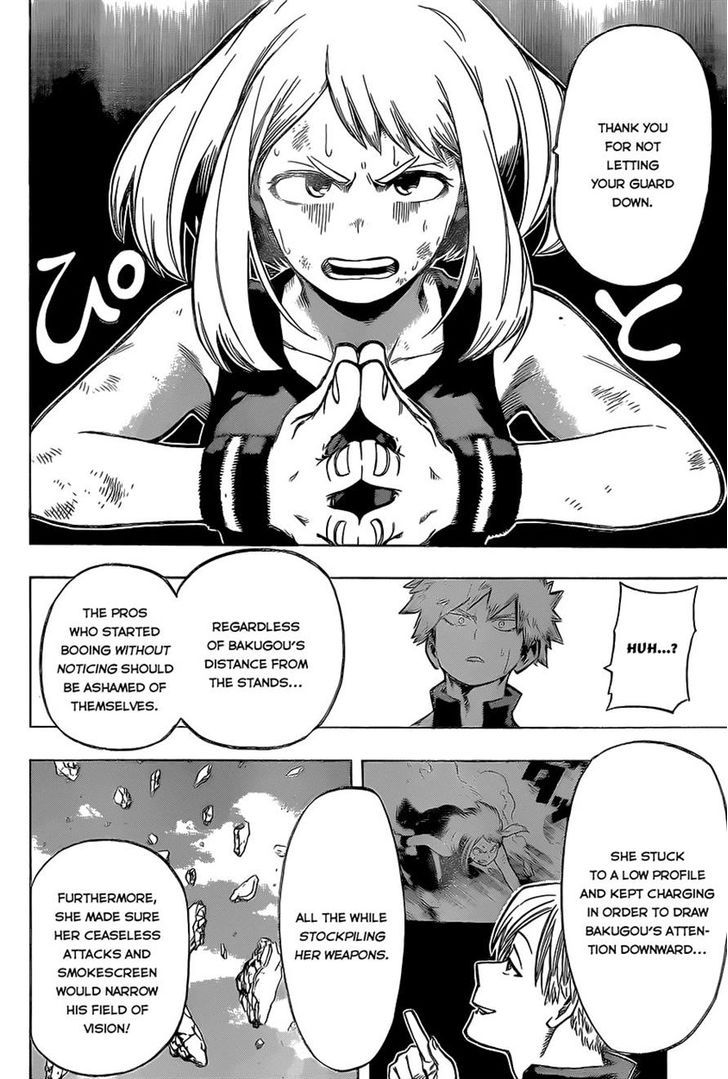 THANK YOU
FOR NOT
LETTING
YOUR GUARD
DOWN.
と
ぴ
HUH...?
REGARDLESS
OF BAKUGOU'S
DISTANCE FROM
THE STANDS...
THE PROS
WHO STARTED
BOOING WITHOUT
NOTICING SHOULD
BE ASHAMED OF
THEMSELVES.
SHE STUCK
TO A LOW PROFILE
AND KEPT CHARGING
IN ORDER TO DRAW
BAKUGOU'S ATTEN-
TION DOWNWARD...
ALL THE WHILE
STOCKPILING
HER WEAPONS.
FURTHERMORE,
SHE MADE SURE
HER CEASELESS
ATTACKS AND
SMOKESCREEN
WOULD NARROW
HIS FIELD OF
VISION!